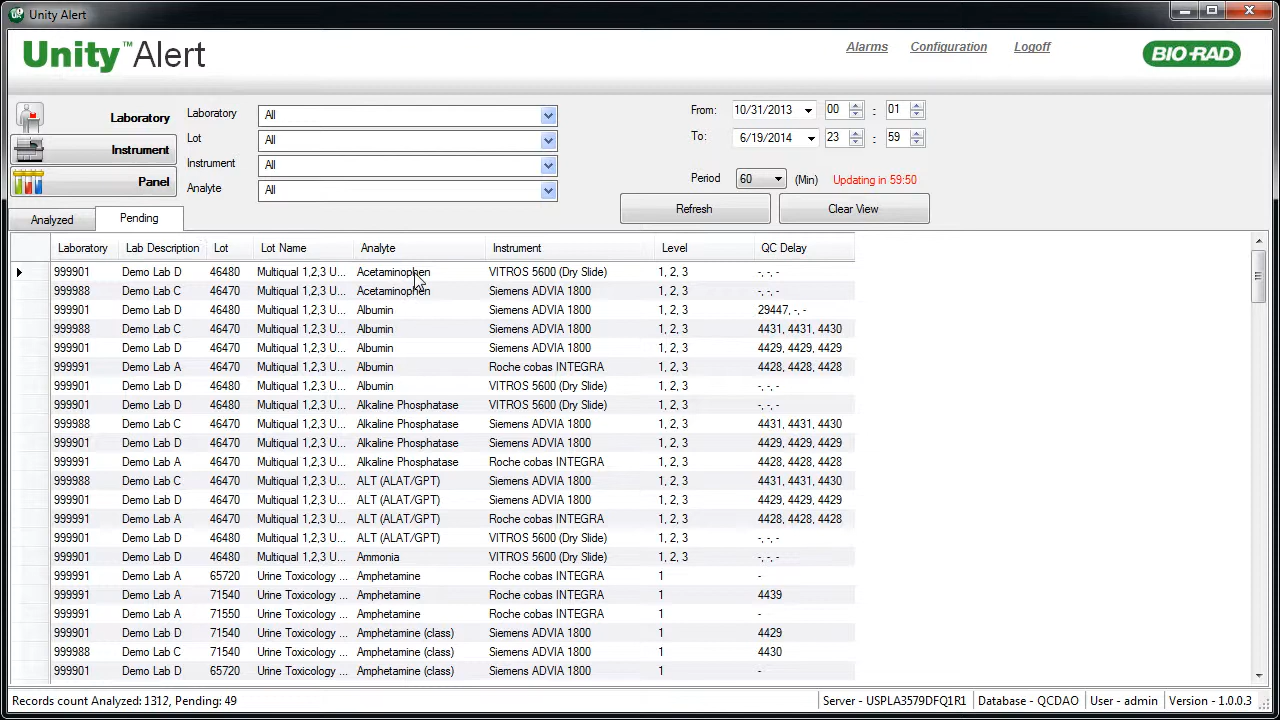 Unity Alert
Unity™ Alert
Alarms Configuration Logoff
BIO-RAD
Laboratory
Instrument
Panel
Laboratory All
Lot All
Instrument All
Analyte All
From: 10/31/2013 00 : 01
To: 6/19/2014 23 : 59
Period 60 (Min) Updating in 59:50
Refresh Clear View
Analyzed Pending
Laboratory Lab Description Lot Lot Name Analyte Instrument Level QC Delay
999901 Demo Lab D 46480 Multiqual 1,2,3 U... Acetaminophen VITROS 5600 (Dry Slide) 1, 2, 3 -, -, -
999988 Demo Lab C 46470 Multiqual 1,2,3 U... Acetaminophen Siemens ADVIA 1800 1, 2, 3 -, -, -
999901 Demo Lab D 46480 Multiqual 1,2,3 U... Albumin Siemens ADVIA 1800 1, 2, 3 29447, -, -
999988 Demo Lab C 46470 Multiqual 1,2,3 U... Albumin Siemens ADVIA 1800 1, 2, 3 4431, 4431, 4430
999901 Demo Lab D 46470 Multiqual 1,2,3 U... Albumin Siemens ADVIA 1800 1, 2, 3 4429, 4429, 4429
999991 Demo Lab A 46470 Multiqual 1,2,3 U... Albumin Roche cobas INTEGRA 1, 2, 3 4428, 4428, 4428
999901 Demo Lab D 46480 Multiqual 1,2,3 U... Albumin VITROS 5600 (Dry Slide) 1, 2, 3 -, -, -
999901 Demo Lab D 46480 Multiqual 1,2,3 U... Alkaline Phosphatase VITROS 5600 (Dry Slide) 1, 2, 3 -, -, -
999988 Demo Lab C 46470 Multiqual 1,2,3 U... Alkaline Phosphatase Siemens ADVIA 1800 1, 2, 3 4431, 4431, 4430
999901 Demo Lab D 46470 Multiqual 1,2,3 U... Alkaline Phosphatase Siemens ADVIA 1800 1, 2, 3 4429, 4429, 4429
999991 Demo Lab A 46470 Multiqual 1,2,3 U... Alkaline Phosphatase Roche cobas INTEGRA 1, 2, 3 4428, 4428, 4428
999988 Demo Lab C 46470 Multiqual 1,2,3 U... ALT (ALAT/GPT) Siemens ADVIA 1800 1, 2, 3 4431, 4431, 4430
999901 Demo Lab D 46470 Multiqual 1,2,3 U... ALT (ALAT/GPT) Siemens ADVIA 1800 1, 2, 3 4429, 4429, 4429
999991 Demo Lab A 46470 Multiqual 1,2,3 U... ALT (ALAT/GPT) Roche cobas INTEGRA 1, 2, 3 4428, 4428, 4428
999901 Demo Lab D 46480 Multiqual 1,2,3 U... ALT (ALAT/GPT) VITROS 5600 (Dry Slide) 1, 2, 3 -, -, -
999901 Demo Lab D 46480 Multiqual 1,2,3 U... Ammonia VITROS 5600 (Dry Slide) 1, 2, 3 -, -, -
999991 Demo Lab A 65720 Urine Toxicology ... Amphetamine Roche cobas INTEGRA 1 -
999991 Demo Lab A 71540 Urine Toxicology ... Amphetamine Roche cobas INTEGRA 1 4439
999991 Demo Lab A 71550 Urine Toxicology ... Amphetamine Roche cobas INTEGRA 1 -
999901 Demo Lab D 71540 Urine Toxicology ... Amphetamine (class) Siemens ADVIA 1800 1 4429
999988 Demo Lab C 71540 Urine Toxicology ... Amphetamine (class) Siemens ADVIA 1800 1 4430
999901 Demo Lab D 65720 Urine Toxicology ... Amphetamine (class) Siemens ADVIA 1800 1 -
Records count Analyzed: 1312, Pending: 49 Server - USPLA3579DFQ1R1 Database - QCDAO User - admin Version - 1.0.0.3